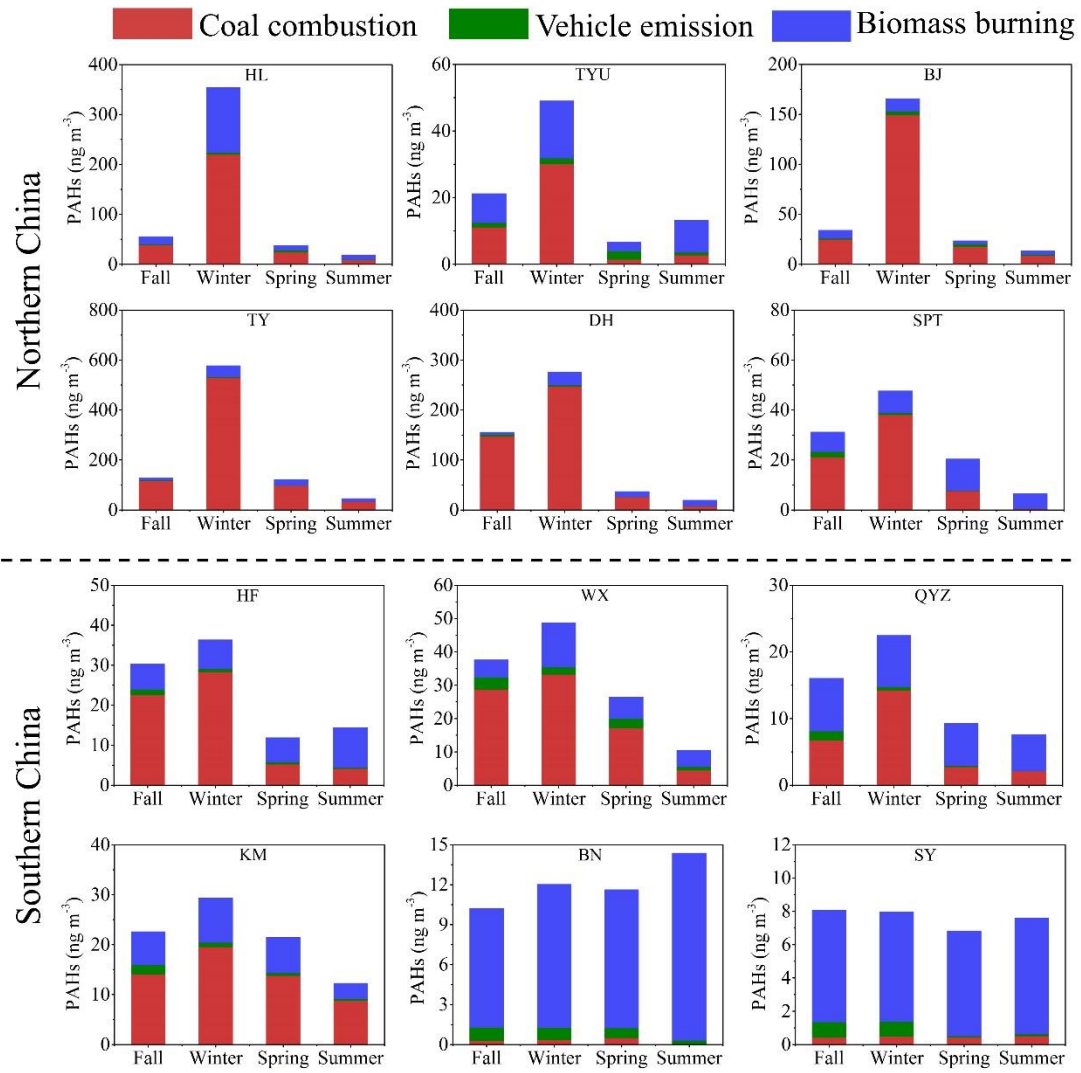 Coal combustion Vehicle emission Biomass burning
Northern China
HL
PAHs (ng m⁻³)
400
300
200
100
0
Fall Winter Spring Summer
TYU
PAHs (ng m⁻³)
60
40
20
0
Fall Winter Spring Summer
BJ
PAHs (ng m⁻³)
200
150
100
50
0
Fall Winter Spring Summer
TY
PAHs (ng m⁻³)
800
600
400
200
0
Fall Winter Spring Summer
DH
PAHs (ng m⁻³)
400
300
200
100
0
Fall Winter Spring Summer
SPT
PAHs (ng m⁻³)
80
60
40
20
0
Fall Winter Spring Summer
Southern China
HF
PAHs (ng m⁻³)
50
40
30
20
10
0
Fall Winter Spring Summer
WX
PAHs (ng m⁻³)
60
50
40
30
20
10
0
Fall Winter Spring Summer
QYZ
PAHs (ng m⁻³)
30
20
10
0
Fall Winter Spring Summer
KM
PAHs (ng m⁻³)
40
30
20
10
0
Fall Winter Spring Summer
BN
PAHs (ng m⁻³)
15
12
9
6
3
0
Fall Winter Spring Summer
SY
PAHs (ng m⁻³)
12
10
8
6
4
2
0
Fall Winter Spring Summer